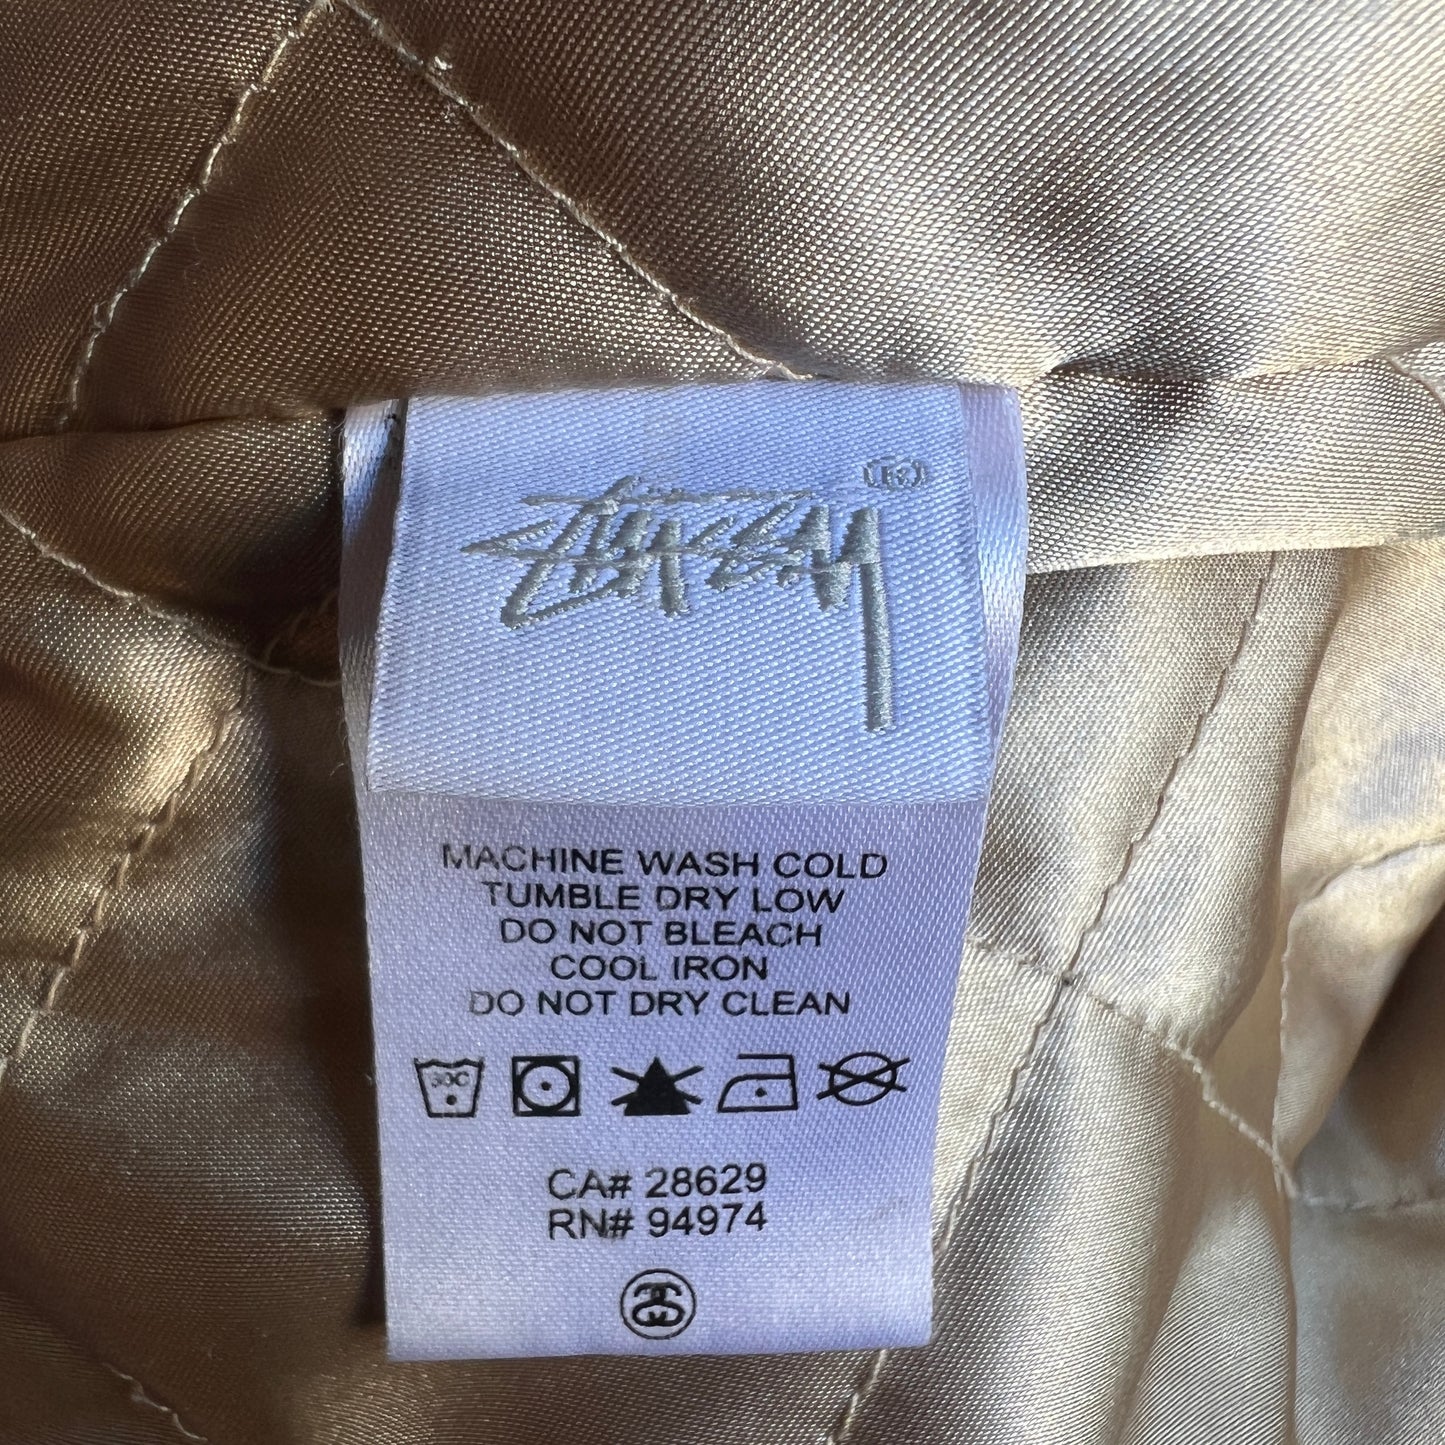 STÜSSY®
MACHINE WASH COLD
TUMBLE DRY LOW
DO NOT BLEACH
COOL IRON
DO NOT DRY CLEAN
30C
CA# 28629
RN# 94974